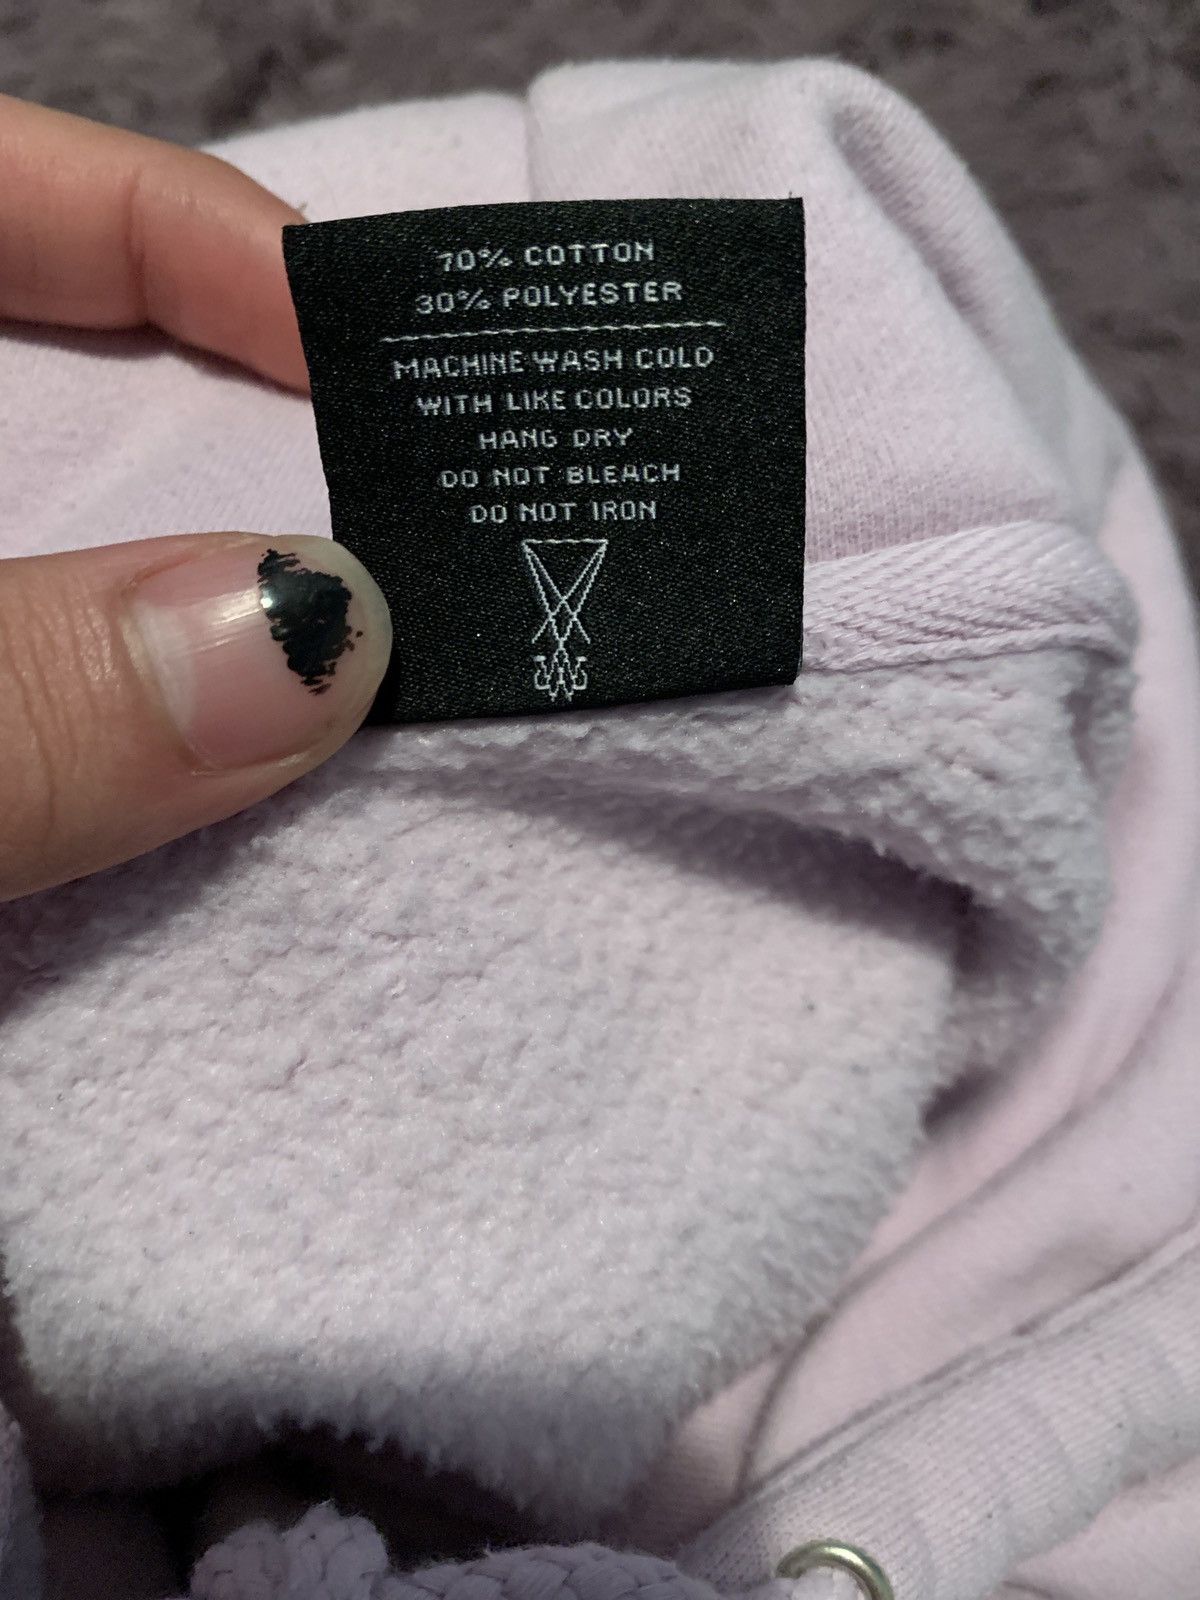 70% COTTON
30% POLYESTER
MACHINE WASH COLD
WITH LIKE COLORS
HANG DRY
DO NOT BLEACH
DO NOT IRON